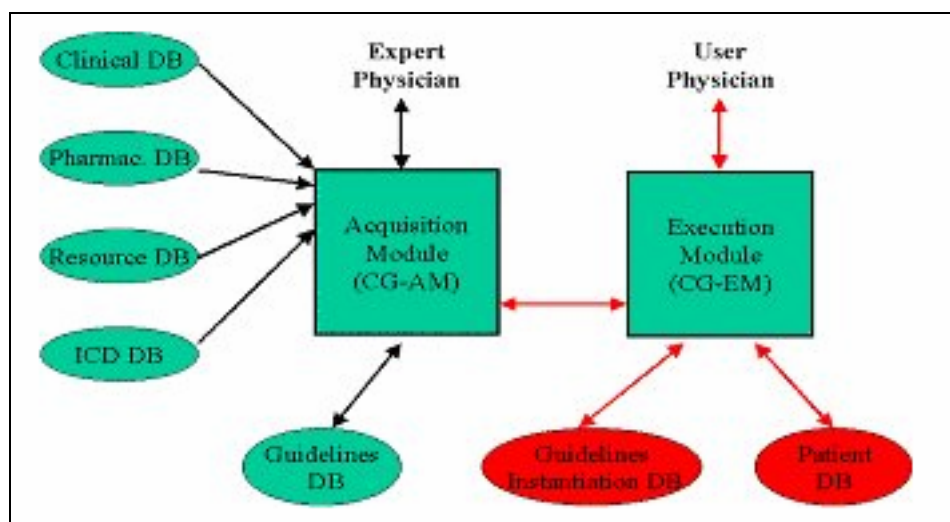 Clinical DB
Pharmac. DB
Resource DB
ICD DB
Expert
Physician
User
Physician
Acquisition
Module
(CG-AM)
Execution
Module
(CG-EM)
Guidelines
DB
Guidelines
Instantiation DB
Patient
DB